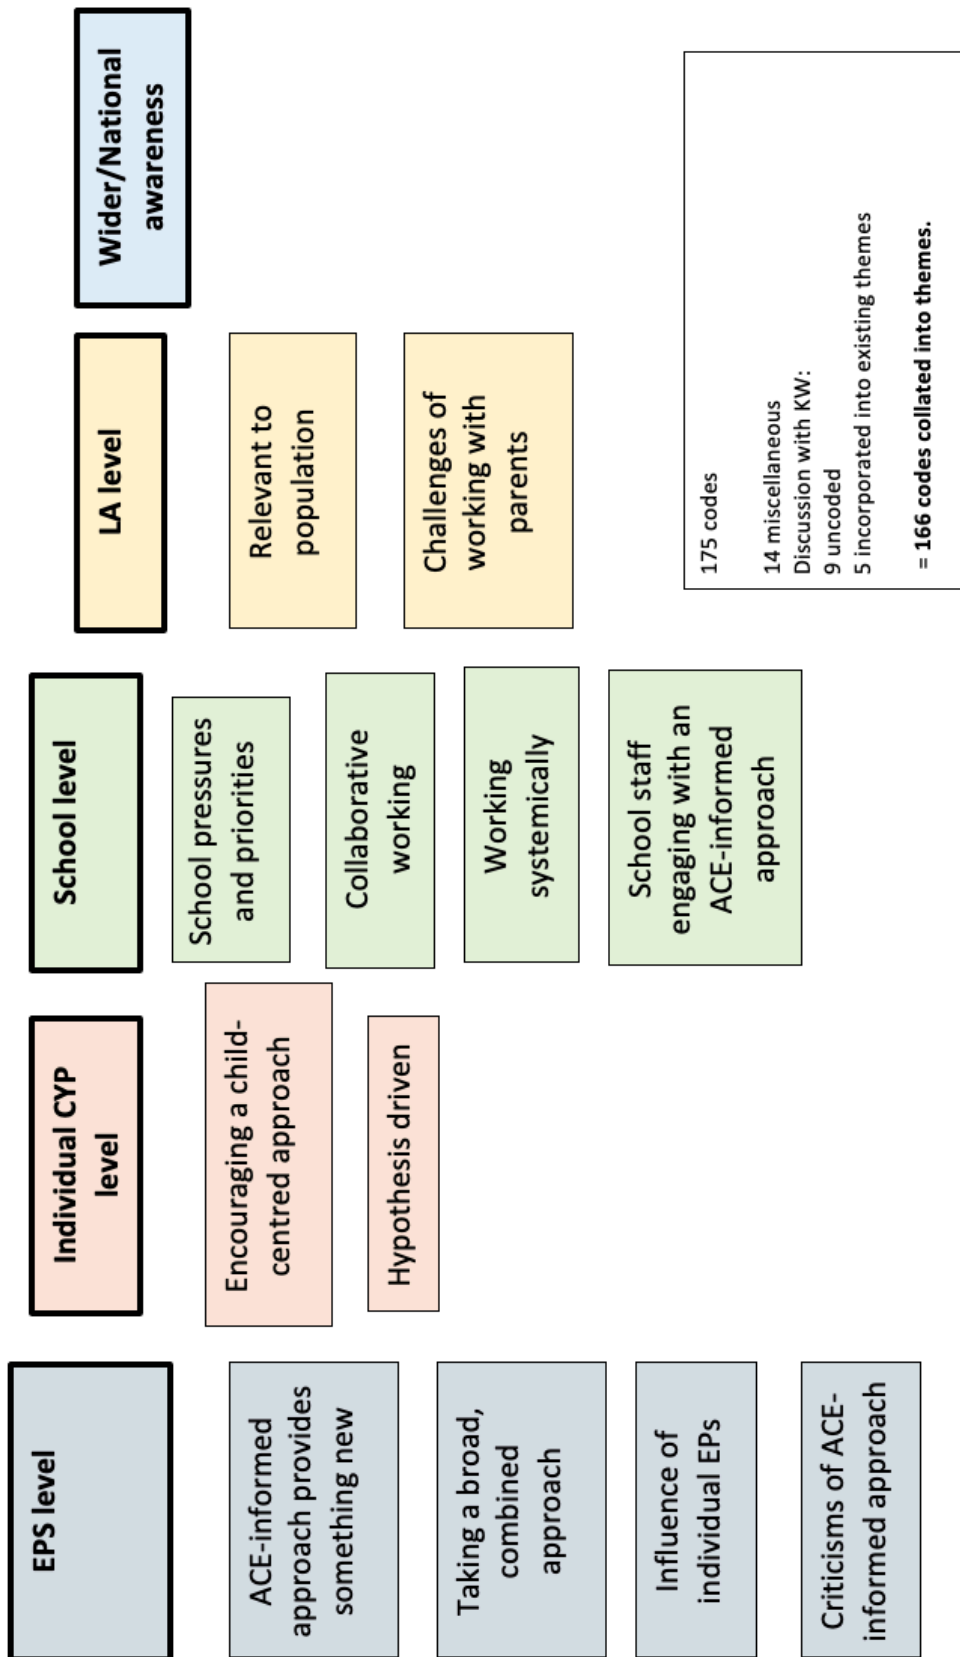 EPS level
ACE-informed
approach provides
something new
Taking a broad,
combined
approach
Influence of
individual EPs
Criticisms of ACE-
informed approach
Individual CYP
level
Encouraging a child-
centred approach
Hypothesis driven
School level
School pressures
and priorities
Collaborative
working
Working
systemically
School staff
engaging with an
ACE-informed
approach
LA level
Relevant to
population
Challenges of
working with
parents
Wider/National
awareness
175 codes
14 miscellaneous
Discussion with KW:
9 uncoded
5 incorporated into existing themes
= 166 codes collated into themes.